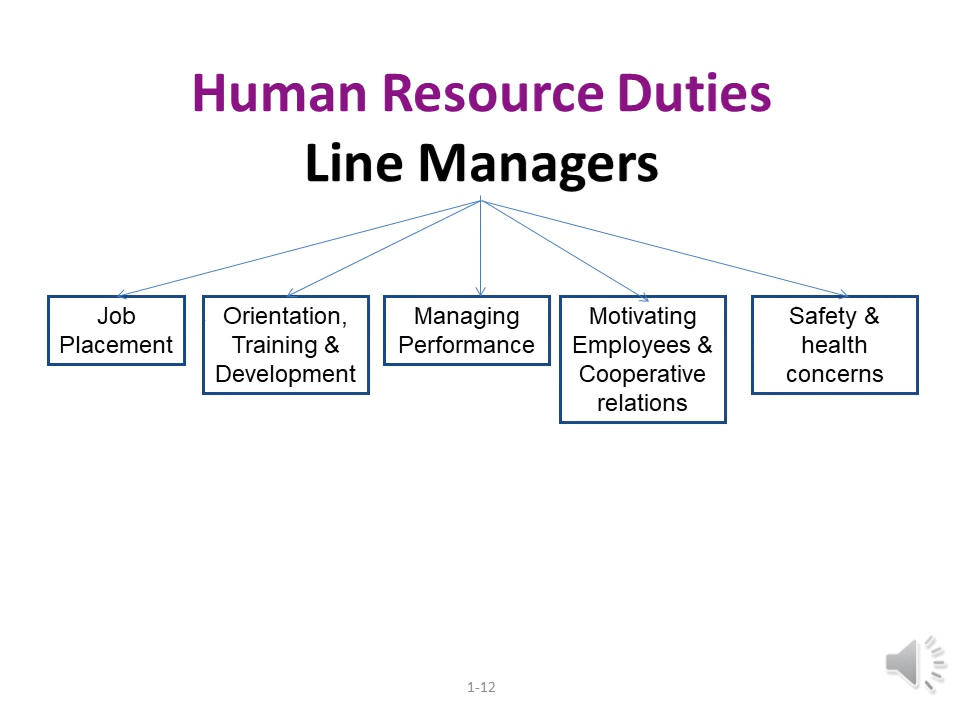 Human Resource Duties
Line Managers
Job
Placement
Orientation,
Training &
Development
Managing
Performance
Motivating
Employees &
Cooperative
relations
Safety &
health
concerns
1-12